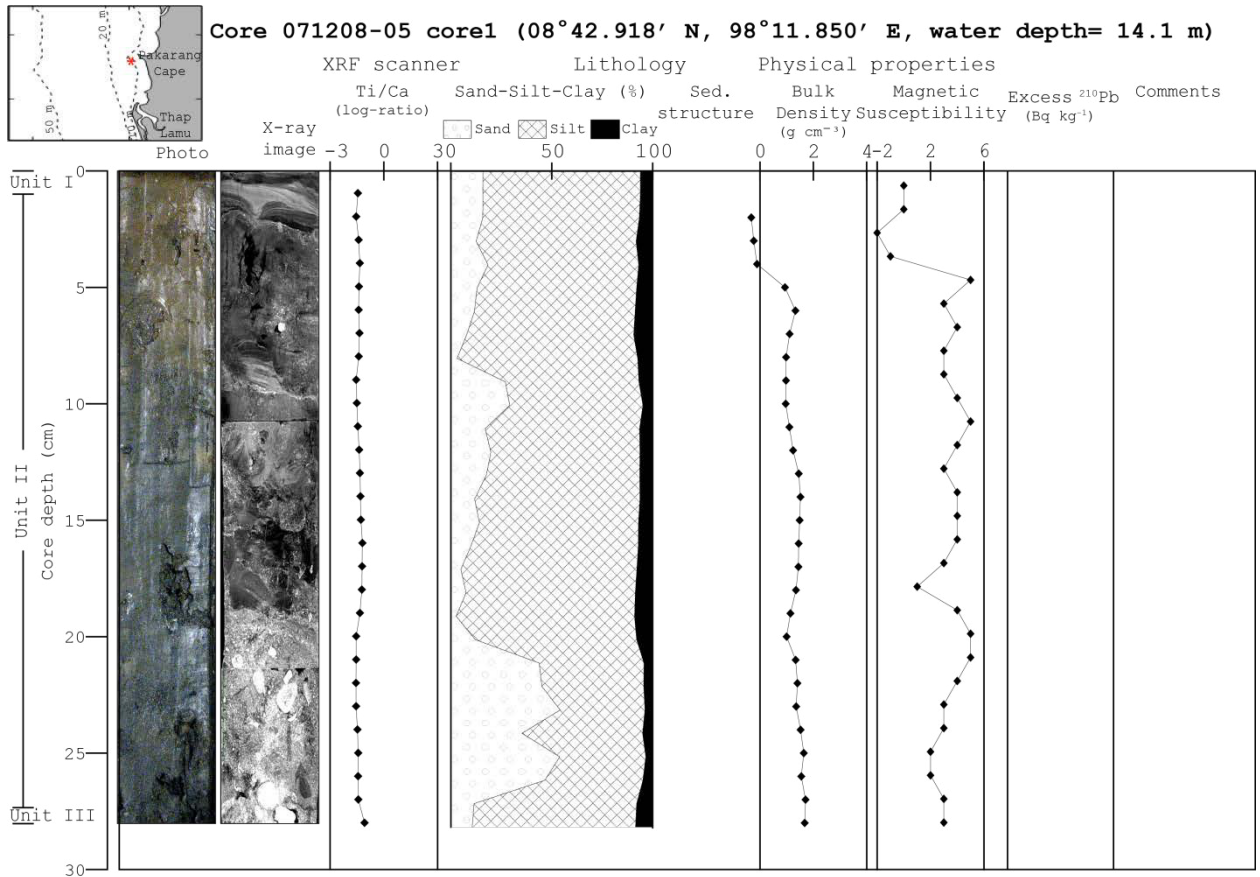 Core 071208-05 core1 (08°42.918′ N, 98°11.850′ E, water depth= 14.1 m)
20 m
50 m
10 m
Pakarang
Cape
Thap
Lamu
XRF scanner Lithology Physical properties
Photo
X-ray
image
Ti/Ca
(log-ratio)
Sand-Silt-Clay (%)
Sand Silt Clay
Sed.
structure
Bulk
Density
(g cm⁻³)
Magnetic
Susceptibility
Excess ²¹⁰Pb
(Bq kg⁻¹)
Comments
−3 0 30 50 100 0 2 4 −2 2 6
Unit I
Unit II
Unit III
Core depth (cm)
0
5
10
15
20
25
30